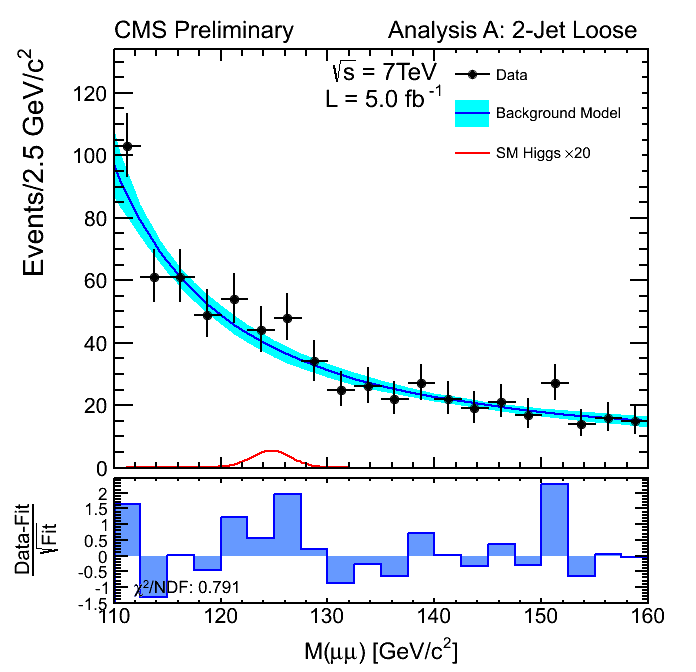 CMS Preliminary Analysis A: 2-Jet Loose
√s = 7TeV
L = 5.0 fb⁻¹
Data
Background Model
SM Higgs ×20
Events/2.5 GeV/c²
120
100
80
60
40
20
0
Data-Fit
√Fit
2
1.5
1
0.5
0
-0.5
-1
-1.5
χ²/NDF: 0.791
110 120 130 140 150 160
M(μμ) [GeV/c²]